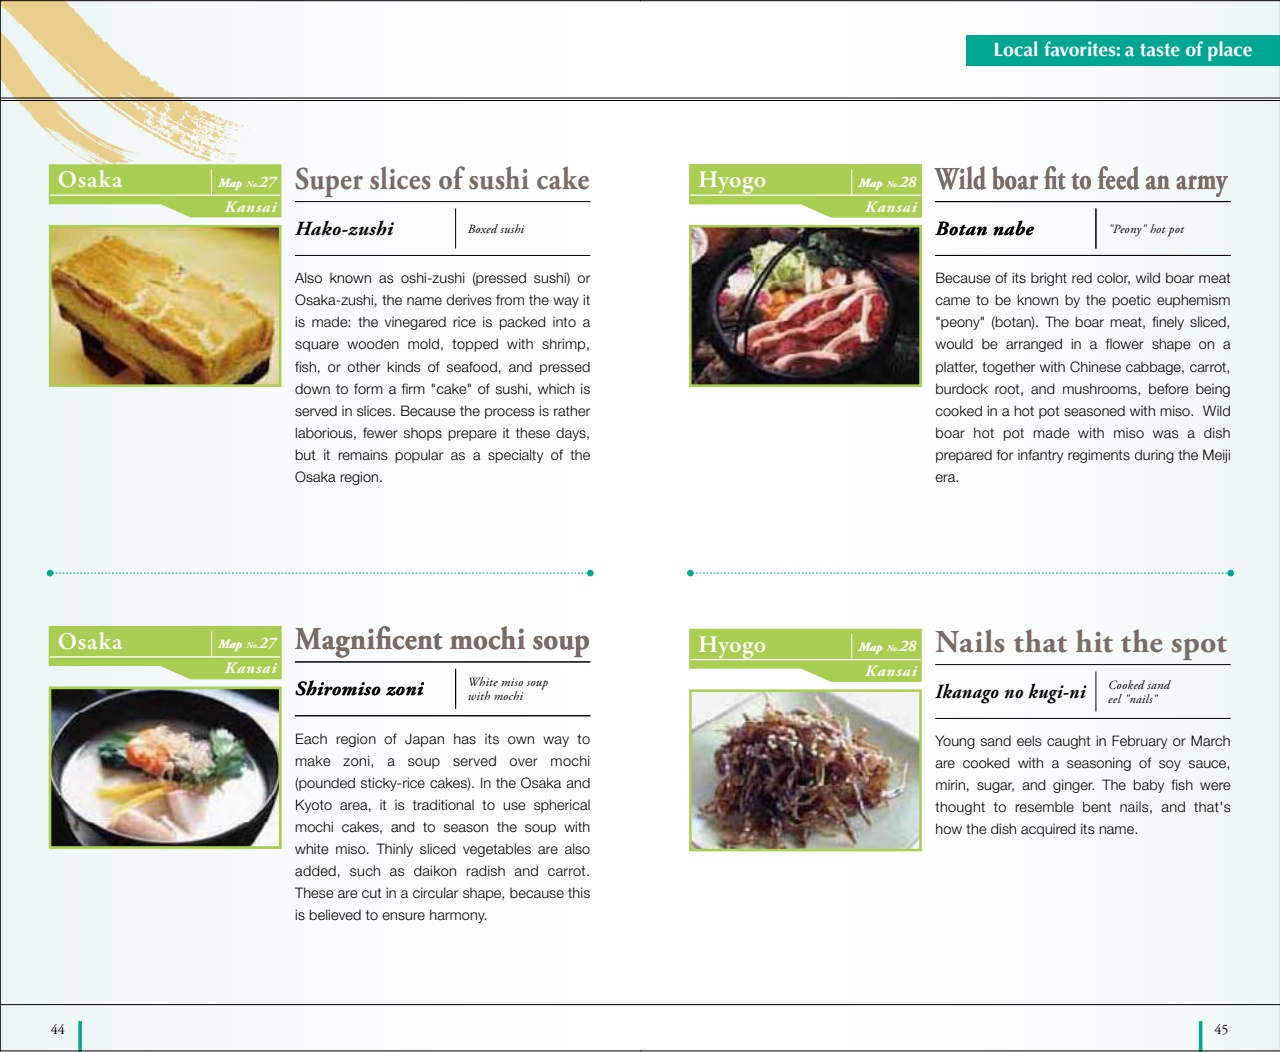 Local favorites: a taste of place
Osaka
Map No.27
Kansai
Super slices of sushi cake
Hako-zushi
Boxed sushi
Also known as oshi-zushi (pressed sushi) or
Osaka-zushi, the name derives from the way it
is made: the vinegared rice is packed into a
square wooden mold, topped with shrimp,
fish, or other kinds of seafood, and pressed
down to form a firm "cake" of sushi, which is
served in slices. Because the process is rather
laborious, fewer shops prepare it these days,
but it remains popular as a specialty of the
Osaka region.
Osaka
Map No.27
Kansai
Magnificent mochi soup
Shiromiso zoni
White miso soup
with mochi
Each region of Japan has its own way to
make zoni, a soup served over mochi
(pounded sticky-rice cakes). In the Osaka and
Kyoto area, it is traditional to use spherical
mochi cakes, and to season the soup with
white miso. Thinly sliced vegetables are also
added, such as daikon radish and carrot.
These are cut in a circular shape, because this
is believed to ensure harmony.
44
Hyogo
Map No.28
Kansai
Wild boar fit to feed an army
Botan nabe
"Peony" hot pot
Because of its bright red color, wild boar meat
came to be known by the poetic euphemism
"peony" (botan). The boar meat, finely sliced,
would be arranged in a flower shape on a
platter, together with Chinese cabbage, carrot,
burdock root, and mushrooms, before being
cooked in a hot pot seasoned with miso. Wild
boar hot pot made with miso was a dish
prepared for infantry regiments during the Meiji
era.
Hyogo
Map No.28
Kansai
Nails that hit the spot
Ikanago no kugi-ni
Cooked sand
eel "nails"
Young sand eels caught in February or March
are cooked with a seasoning of soy sauce,
mirin, sugar, and ginger. The baby fish were
thought to resemble bent nails, and that's
how the dish acquired its name.
45